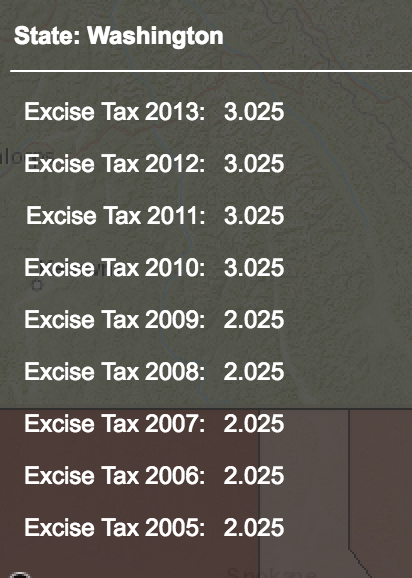 State: Washington
Excise Tax 2013: 3.025
Excise Tax 2012: 3.025
Excise Tax 2011: 3.025
Excise Tax 2010: 3.025
Excise Tax 2009: 2.025
Excise Tax 2008: 2.025
Excise Tax 2007: 2.025
Excise Tax 2006: 2.025
Excise Tax 2005: 2.025